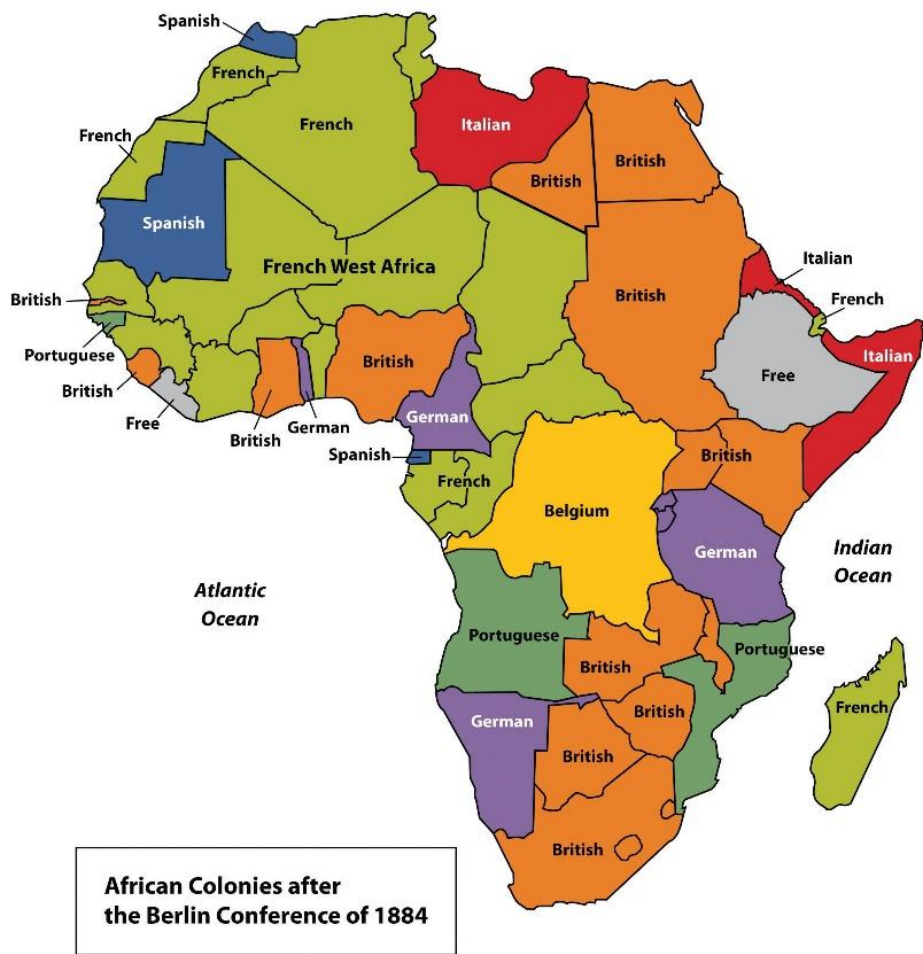 Spanish
French
French
French
Italian
British
British
Spanish
French West Africa
British
Italian
French
Italian
Free
British
Portuguese
British
Free
British
German
British
German
Spanish
French
British
Belgium
German
Indian
Ocean
Atlantic
Ocean
Portuguese
British
Portuguese
British
French
German
British
British
African Colonies after
the Berlin Conference of 1884